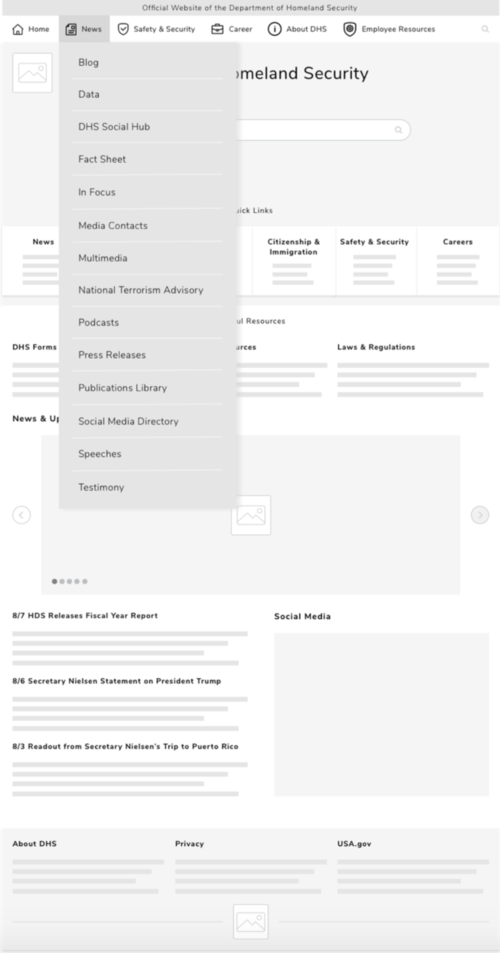 Official Website of the Department of Homeland Security
Home
News
Safety & Security
Career
About DHS
Employee Resources
Blog
Data
DHS Social Hub
Fact Sheet
In Focus
Media Contacts
Multimedia
National Terrorism Advisory
Podcasts
Press Releases
Publications Library
Social Media Directory
Speeches
Testimony
omeland Security
uick Links
News
Citizenship &
Immigration
Safety & Security
Careers
ul Resources
DHS Forms
urces
Laws & Regulations
News & Up
8/7 HDS Releases Fiscal Year Report
Social Media
8/6 Secretary Nielsen Statement on President Trump
8/3 Readout from Secretary Nielsen's Trip to Puerto Rico
About DHS
Privacy
USA.gov